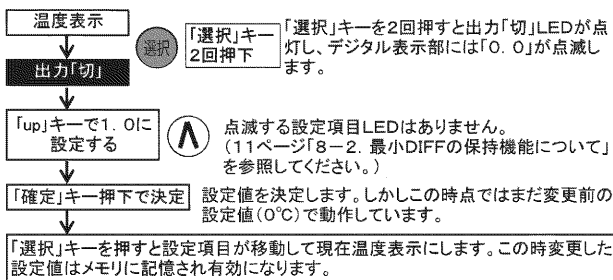 温度表示
選択
「選択」キー
2回押下
「選択」キーを2回押すと出力「切」LEDが点
灯し、デジタル表示部には「0.0」が点滅し
ます。
出力「切」
「up」キーで1.0に
設定する
点滅する設定項目LEDはありません。
(11ページ「8-2.最小DIFFの保持機能について」
を参照してください。)
「確定」キー押下で決定
設定値を決定します。しかしこの時点ではまだ変更前の
設定値(0℃)で動作しています。
「選択」キーを押すと設定項目が移動して現在温度表示にします。この時変更した
設定値はメモリに記憶され有効になります。